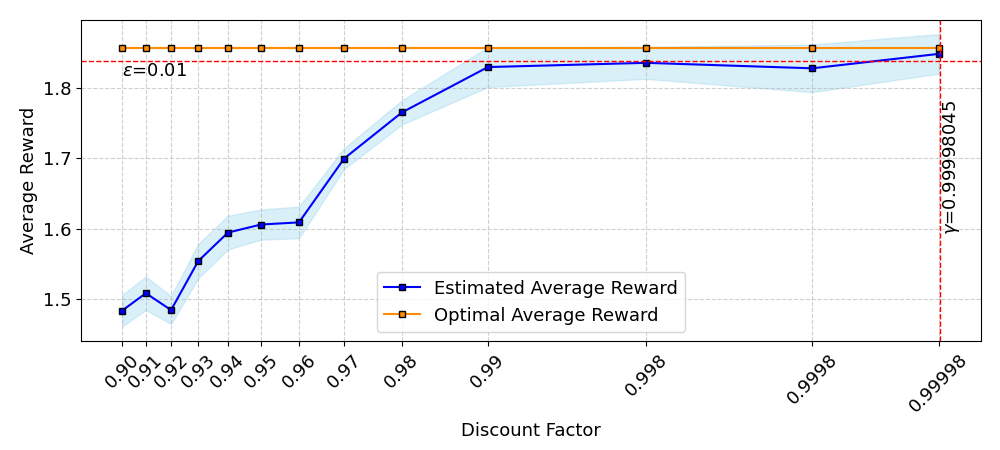 ε=0.01
1.8
1.7
1.6
1.5
Average Reward
γ=0.99998045
Estimated Average Reward
Optimal Average Reward
0.90
0.91
0.92
0.93
0.94
0.95
0.96
0.97
0.98
0.99
0.998
0.9998
0.99998
Discount Factor